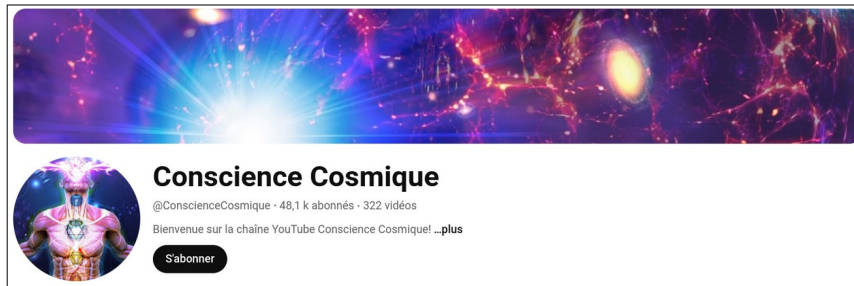 Conscience Cosmique
@ConscienceCosmique · 48,1 k abonnés · 322 vidéos
Bienvenue sur la chaîne YouTube Conscience Cosmique! ...plus
S'abonner